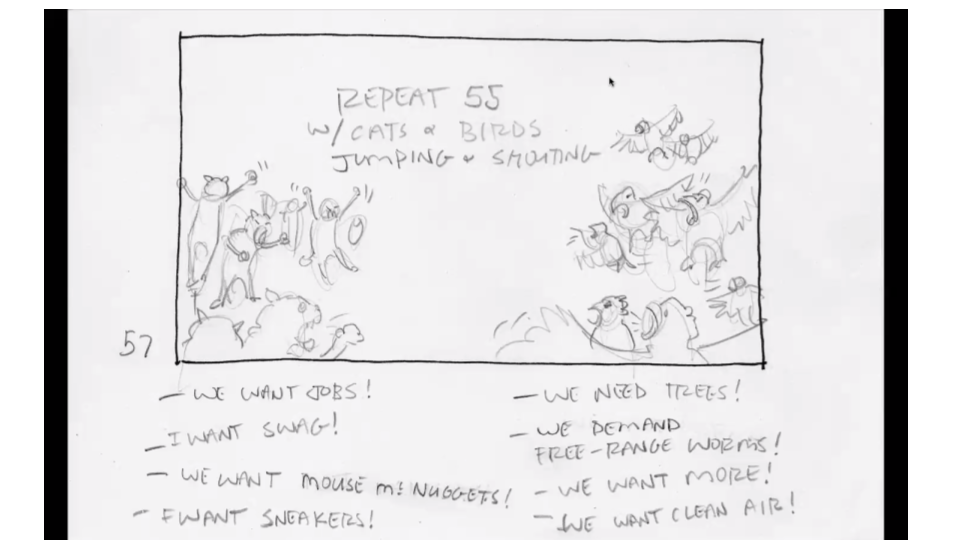 REPEAT 55
W/ CATS & BIRDS
JUMPING & SHOUTING
57
— WE WANT JOBS!
— I WANT SWAG!
— WE WANT MOUSE Mc NUGGETS!
— I WANT SNEAKERS!
— WE NEED TREES!
— WE DEMAND
FREE-RANGE WORMS!
— WE WANT MORE!
— WE WANT CLEAN AIR!